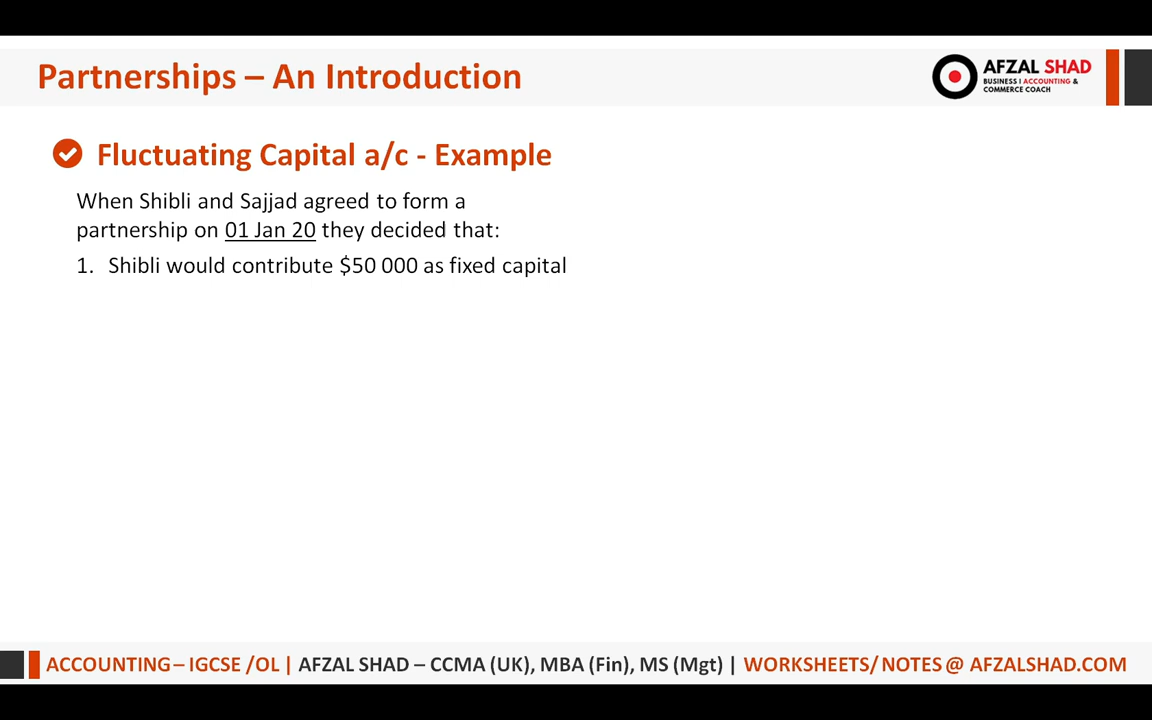 Partnerships – An Introduction
AFZAL SHAD
BUSINESS I ACCOUNTING &
COMMERCE COACH
Fluctuating Capital a/c - Example
When Shibli and Sajjad agreed to form a
partnership on 01 Jan 20 they decided that:
1. Shibli would contribute $50 000 as fixed capital
ACCOUNTING – IGCSE /OL | AFZAL SHAD – CCMA (UK), MBA (Fin), MS (Mgt) | WORKSHEETS/ NOTES @ AFZALSHAD.COM